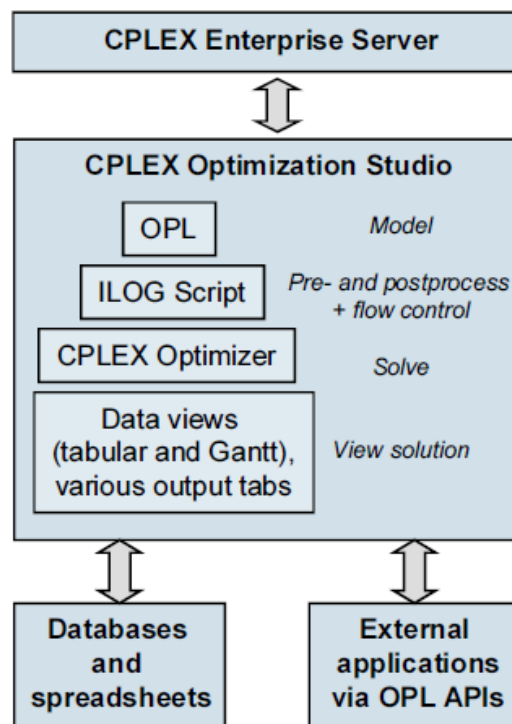 CPLEX Enterprise Server
CPLEX Optimization Studio
OPL
Model
ILOG Script
Pre- and postprocess
+ flow control
CPLEX Optimizer
Solve
Data views
(tabular and Gantt),
various output tabs
View solution
Databases
and
spreadsheets
External
applications
via OPL APIs